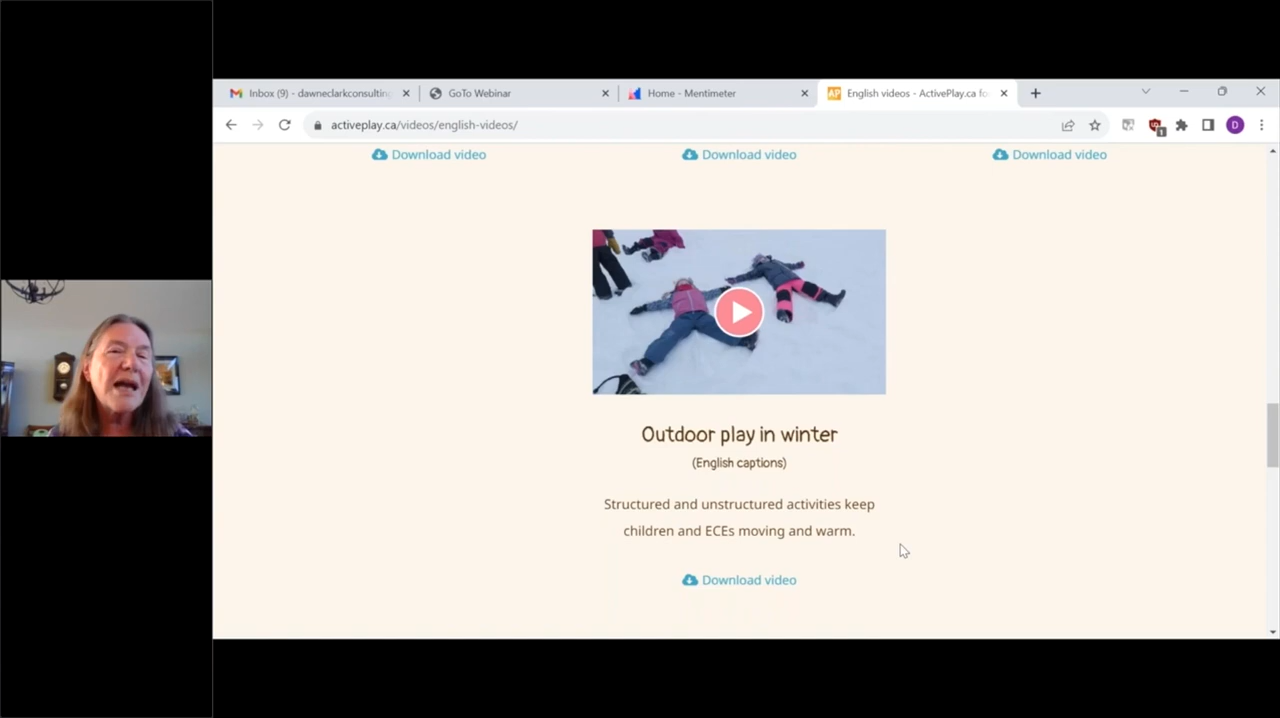 Inbox (9) - dawneclarkconsulting
GoTo Webinar
Home - Mentimeter
English videos - ActivePlay.ca fo
activeplay.ca/videos/english-videos/
D
Download video
Download video
Download video
Outdoor play in winter
(English captions)
Structured and unstructured activities keep
children and ECEs moving and warm.
Download video